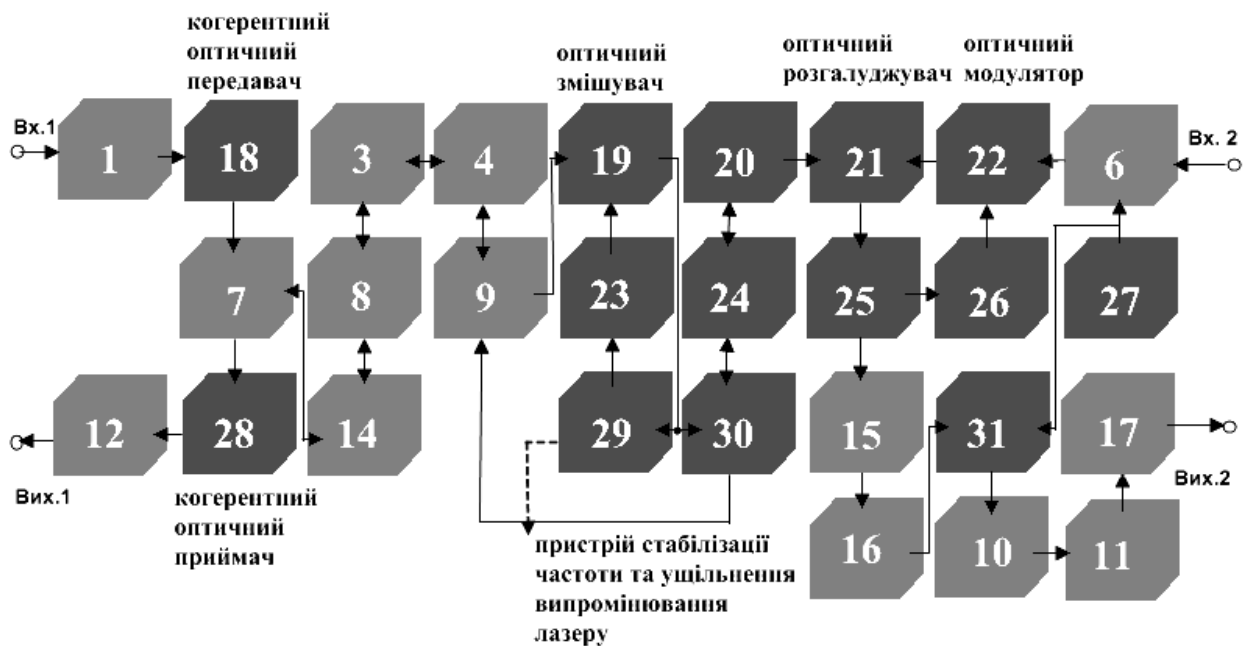 когерентний
оптичний
передавач
оптичний
змішувач
оптичний
розгалуджувач
оптичний
модулятор
Вх.1
1
18
3
4
19
20
21
22
6
Вх. 2
7
8
9
23
24
25
26
27
12
28
14
29
30
15
31
17
Вих.1
Вих.2
когерентний
оптичний
приймач
16
10
11
пристрій стабілізації
частоти та ущільнення
випромінювання
лазеру